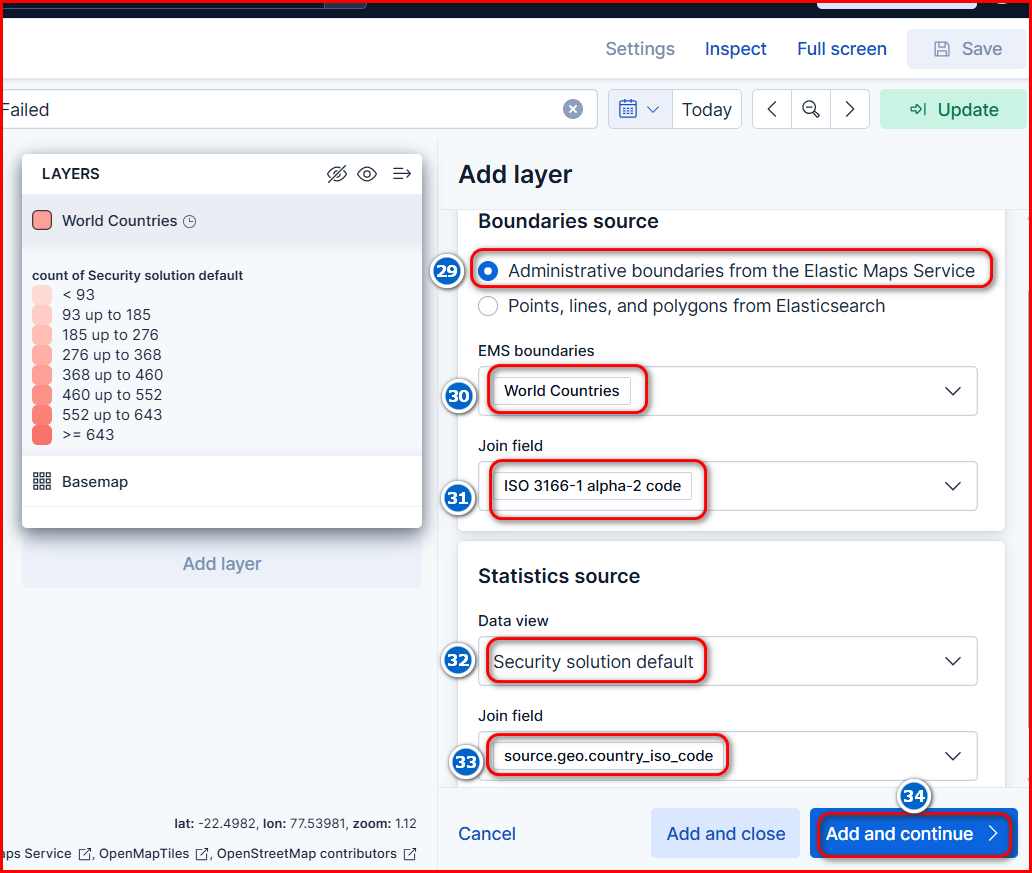 Settings Inspect Full screen Save
Failed Today Update
LAYERS
World Countries
count of Security solution default
< 93
93 up to 185
185 up to 276
276 up to 368
368 up to 460
460 up to 552
552 up to 643
>= 643
Basemap
Add layer
lat: -22.4982, lon: 77.53981, zoom: 1.12
aps Service , OpenMapTiles , OpenStreetMap contributors
Add layer
Boundaries source
29 Administrative boundaries from the Elastic Maps Service
Points, lines, and polygons from Elasticsearch
EMS boundaries
30 World Countries
Join field
31 ISO 3166-1 alpha-2 code
Statistics source
Data view
32 Security solution default
Join field
33 source.geo.country_iso_code
34
Cancel Add and close Add and continue